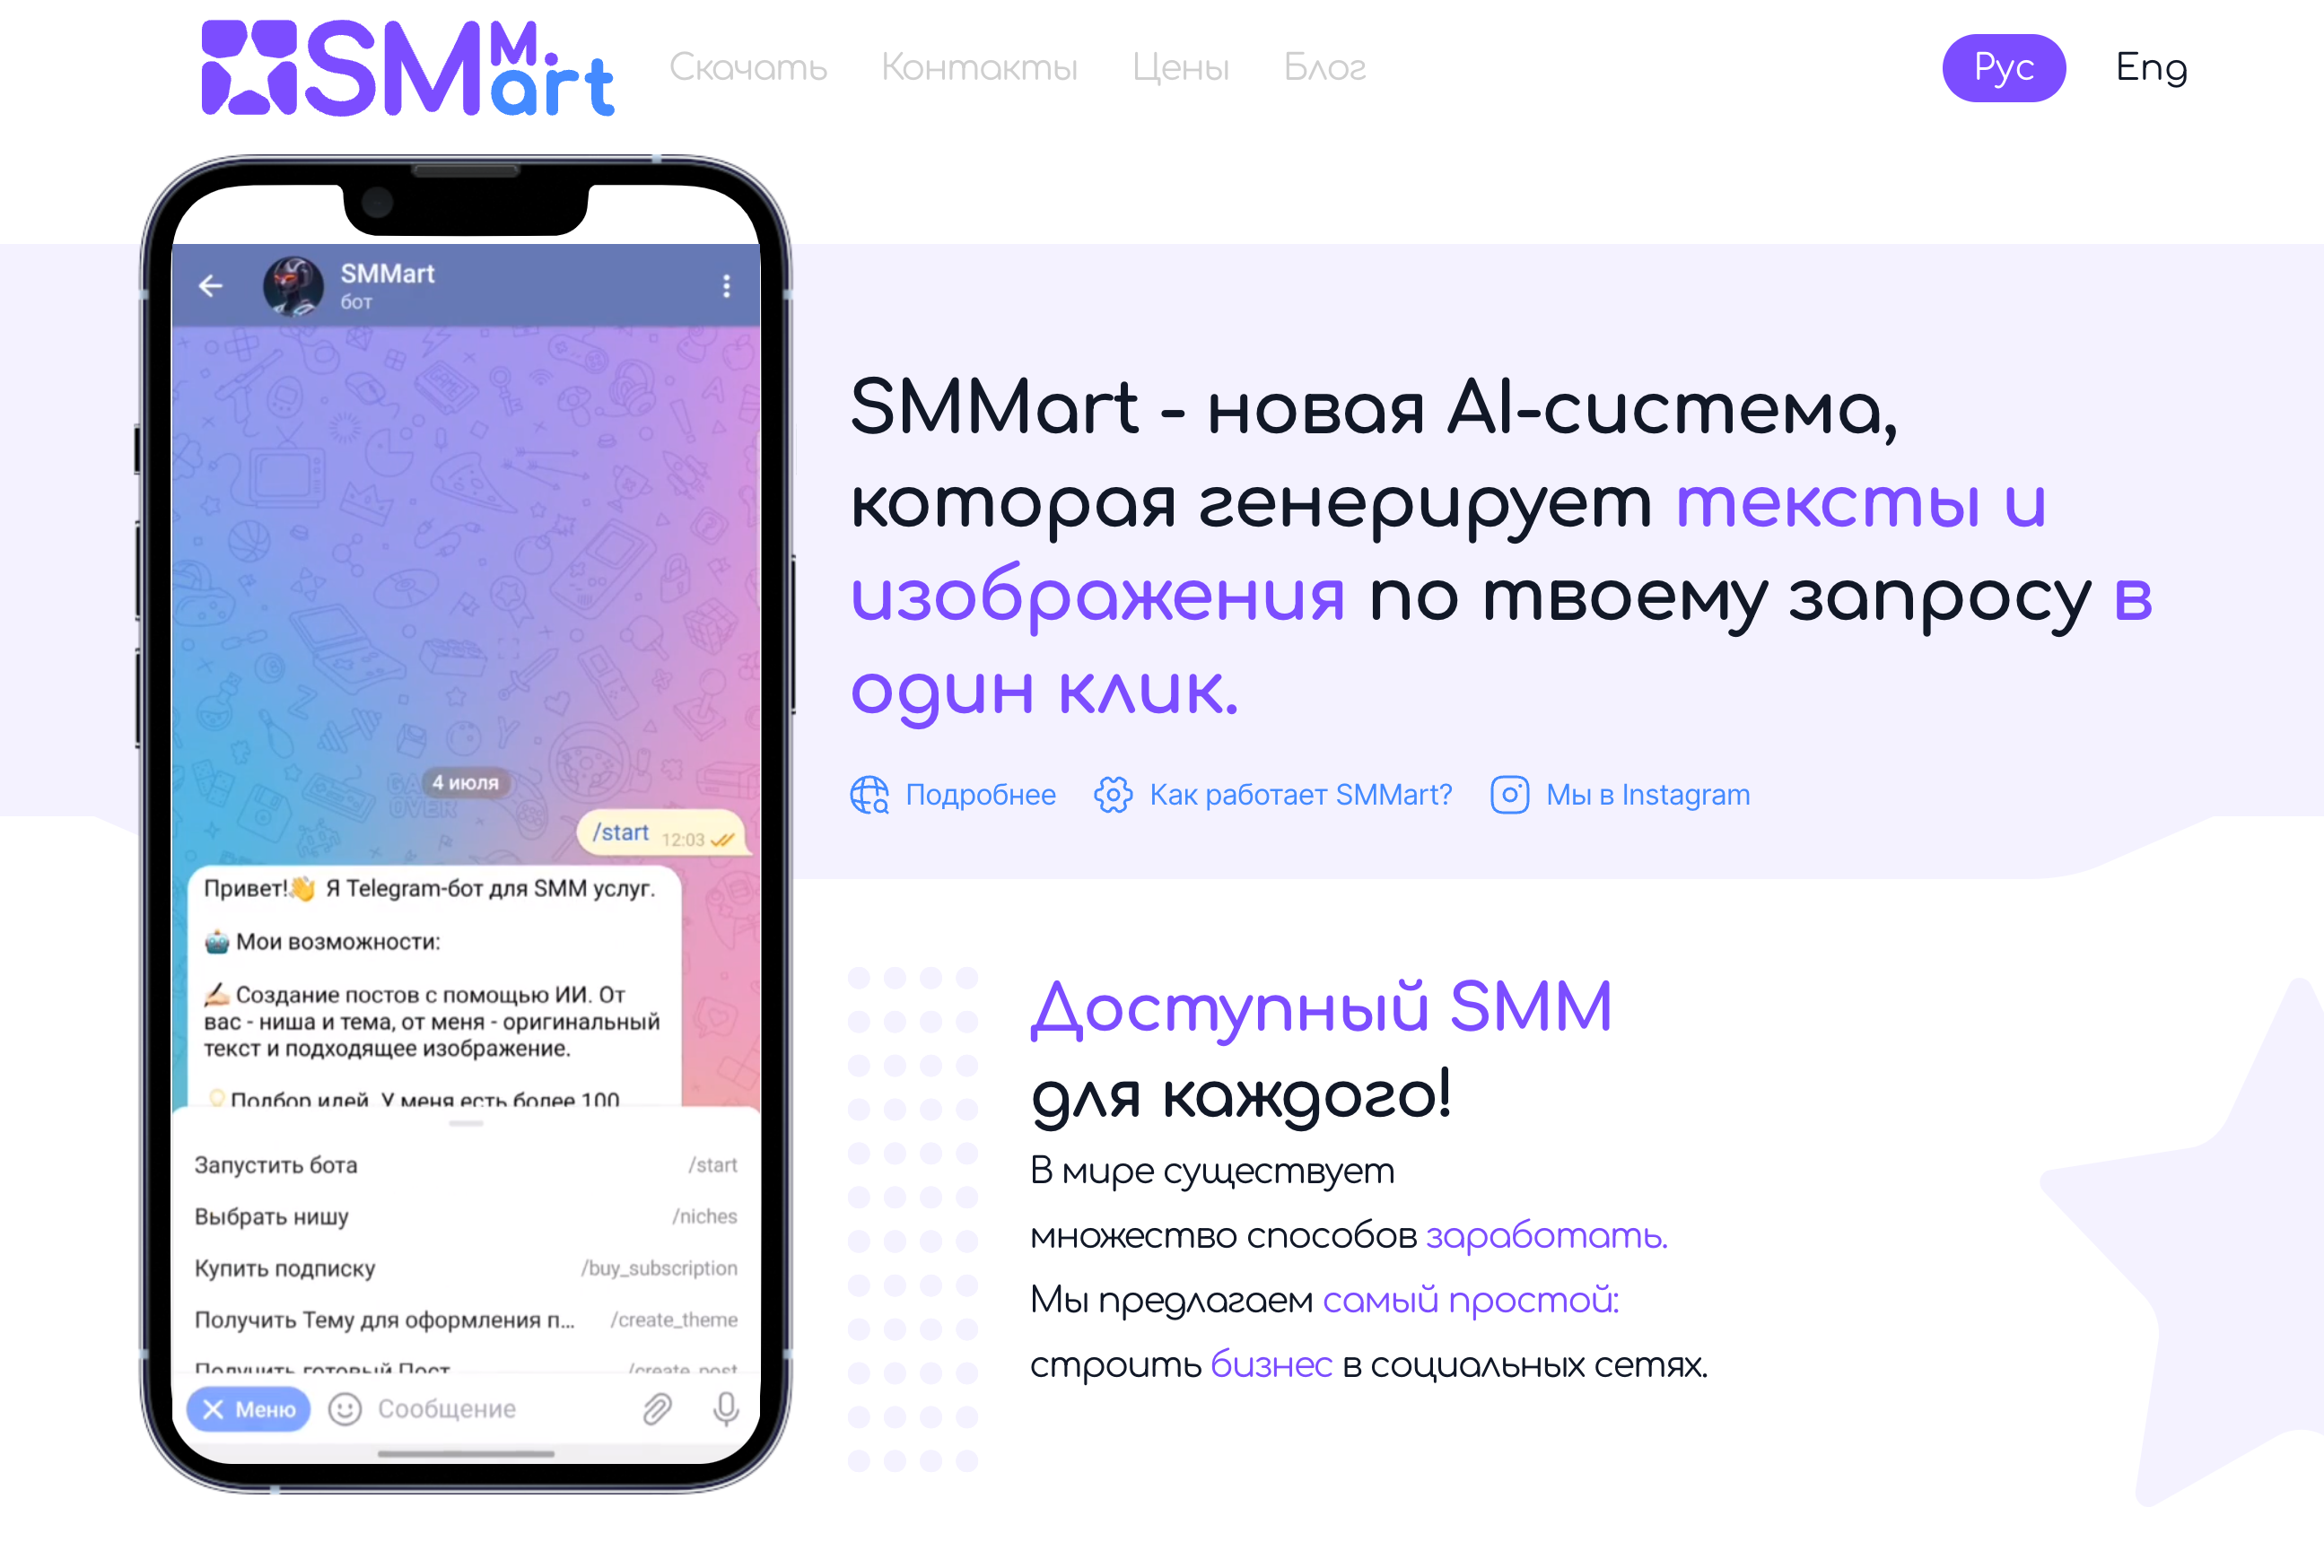 SMMart
Скачать Контакты Цены Блог
Рус Eng
SMMart
бот
GAME OVER
4 июля
/start 12:03
Привет!👋 Я Telegram-бот для SMM услуг.
🤖 Мои возможности:
✍🏻 Создание постов с помощью ИИ. От
вас - ниша и тема, от меня - оригинальный
текст и подходящее изображение.
💡Подбор идей. У меня есть более 100
Запустить бота /start
Выбрать нишу /niches
Купить подписку /buy_subscription
Получить Тему для оформления п... /create_theme
Получить готовый Пост /create_post
Меню Сообщение
SMMart - новая AI-система,
которая генерирует тексты и
изображения по твоему запросу в
один клик.
Подробнее Как работает SMMart? Мы в Instagram
Доступный SMM
для каждого!
В мире существует
множество способов заработать.
Мы предлагаем самый простой:
строить бизнес в социальных сетях.